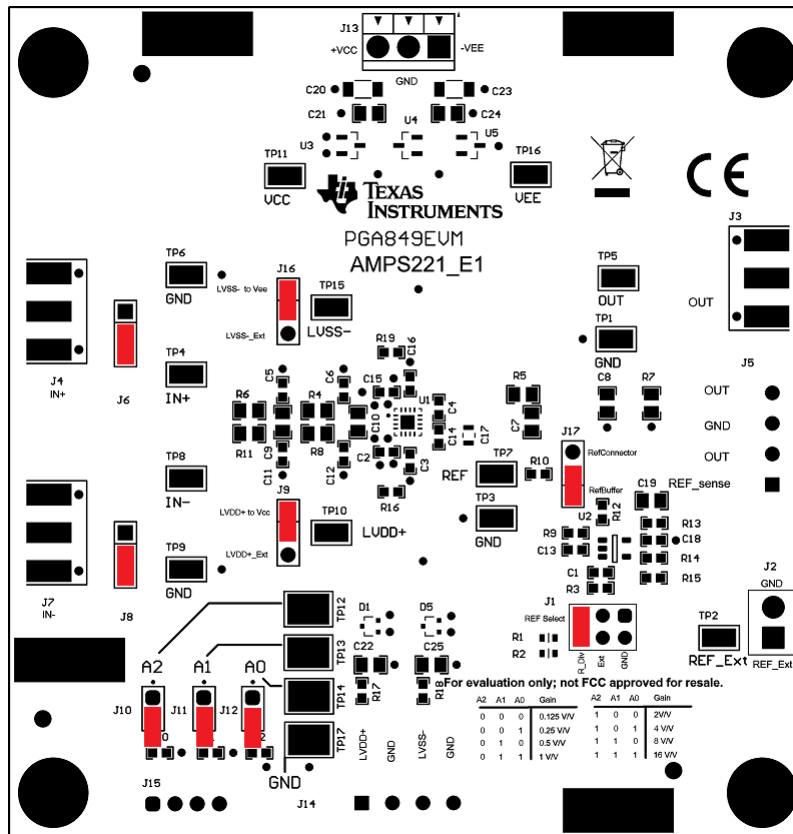 J13
+VCC
-VEE
GND
C20
C23
C21
C24
U4
U3
U5
TP11
TP16
VCC
VEE
TEXAS
INSTRUMENTS
CE
PGA849EVM
AMPS221_E1
J3
OUT
TP6
GND
J16
LVSS- to Vee
TP15
LVSS-_Ext
LVSS-
TP5
OUT
TP1
GND
J4
IN+
J6
TP4
IN+
R19
C16
C5
C6
C15
U1
R6
R4
C10
C4
C14
C17
R11
R8
C9
C11
C12
C2
C3
R16
R5
C7
C8
R7
J5
OUT
GND
OUT
REF_sense
J17
RefConnector
RefBuffer
R10
TP7
REF
TP3
GND
C19
U2
R12
R9
C13
R13
C18
R14
R15
C1
R3
TP8
IN-
J9
LVDD+ to Vcc
TP10
LVDD+_Ext
LVDD+
J7
IN-
J8
TP9
GND
J1
REF Select
R1
R2
R_Div
Ext
GND
J2
GND
TP2
REF_Ext
REF_Ext
TP12
TP13
TP14
TP17
GND
D1
D5
C22
C25
R17
R18
A2
A1
A0
J10
J11
J12
For evaluation only; not FCC approved for resale.
A2 A1 A0 Gain A2 A1 A0 Gain
0 0 0 0.125 V/V 1 0 0 2V/V
0 0 1 0.25 V/V 1 0 1 4 V/V
0 1 0 0.5 V/V 1 1 0 8 V/V
0 1 1 1 V/V 1 1 1 16 V/V
LVDD+
GND
LVSS-
GND
J15
J14